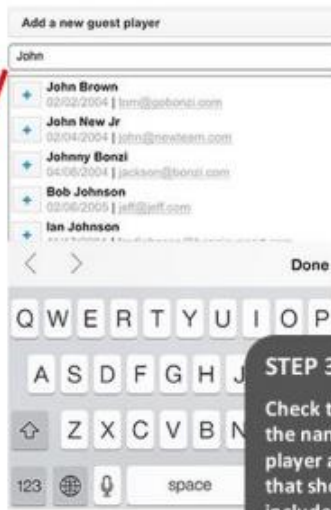 Add a new guest player
John
John Brown
02/02/2004 | tom@gobonzi.com
John New Jr
02/04/2004 | john@newteam.com
Johnny Bonzi
04/06/2004 | jackson@bonzi.com
Bob Johnson
02/06/2005 | jeff@jeff.com
Ian Johnson
Done
Q W E R T Y U I O P
A S D F G H J
Z X C V B N
123 space
STEP 3
Check t
the nam
player a
that sho